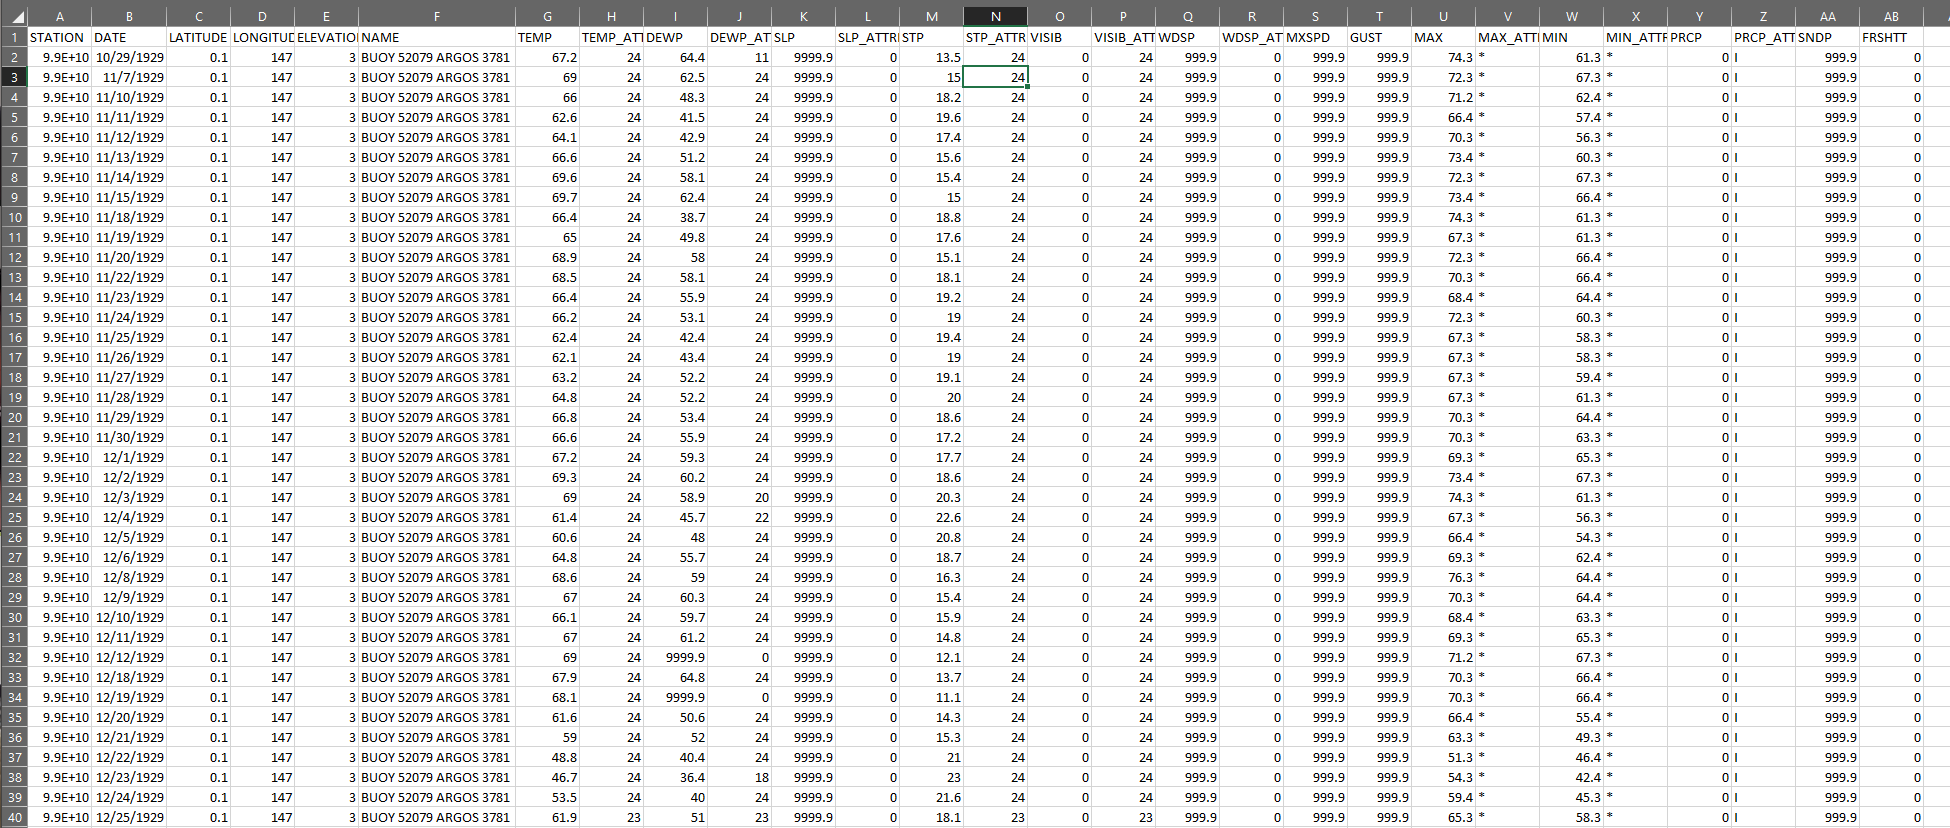 A B C D E F G H I J K L M N O P Q R S T U V W X Y Z AA AB
1 STATION DATE LATITUDE LONGITUD ELEVATIO NAME TEMP TEMP_ATT DEWP DEWP_AT SLP SLP_ATTRI STP STP_ATTR VISIB VISIB_ATT WDSP WDSP_AT MXSPD GUST MAX MAX_ATTI MIN MIN_ATTR PRCP PRCP_ATT SNDP FRSHTT
2 9.9E+10 10/29/1929 0.1 147 3 BUOY 52079 ARGOS 3781 67.2 24 64.4 11 9999.9 0 13.5 24 0 24 999.9 0 999.9 999.9 74.3 * 61.3 * 0 I 999.9 0
3 9.9E+10 11/7/1929 0.1 147 3 BUOY 52079 ARGOS 3781 69 24 62.5 24 9999.9 0 15 24 0 24 999.9 0 999.9 999.9 72.3 * 67.3 * 0 I 999.9 0
4 9.9E+10 11/10/1929 0.1 147 3 BUOY 52079 ARGOS 3781 66 24 48.3 24 9999.9 0 18.2 24 0 24 999.9 0 999.9 999.9 71.2 * 62.4 * 0 I 999.9 0
5 9.9E+10 11/11/1929 0.1 147 3 BUOY 52079 ARGOS 3781 62.6 24 41.5 24 9999.9 0 19.6 24 0 24 999.9 0 999.9 999.9 66.4 * 57.4 * 0 I 999.9 0
6 9.9E+10 11/12/1929 0.1 147 3 BUOY 52079 ARGOS 3781 64.1 24 42.9 24 9999.9 0 17.4 24 0 24 999.9 0 999.9 999.9 70.3 * 56.3 * 0 I 999.9 0
7 9.9E+10 11/13/1929 0.1 147 3 BUOY 52079 ARGOS 3781 66.6 24 51.2 24 9999.9 0 15.6 24 0 24 999.9 0 999.9 999.9 73.4 * 60.3 * 0 I 999.9 0
8 9.9E+10 11/14/1929 0.1 147 3 BUOY 52079 ARGOS 3781 69.6 24 58.1 24 9999.9 0 15.4 24 0 24 999.9 0 999.9 999.9 72.3 * 67.3 * 0 I 999.9 0
9 9.9E+10 11/15/1929 0.1 147 3 BUOY 52079 ARGOS 3781 69.7 24 62.4 24 9999.9 0 15 24 0 24 999.9 0 999.9 999.9 73.4 * 66.4 * 0 I 999.9 0
10 9.9E+10 11/18/1929 0.1 147 3 BUOY 52079 ARGOS 3781 66.4 24 38.7 24 9999.9 0 18.8 24 0 24 999.9 0 999.9 999.9 74.3 * 61.3 * 0 I 999.9 0
11 9.9E+10 11/19/1929 0.1 147 3 BUOY 52079 ARGOS 3781 65 24 49.8 24 9999.9 0 17.6 24 0 24 999.9 0 999.9 999.9 67.3 * 61.3 * 0 I 999.9 0
12 9.9E+10 11/20/1929 0.1 147 3 BUOY 52079 ARGOS 3781 68.9 24 58 24 9999.9 0 15.1 24 0 24 999.9 0 999.9 999.9 72.3 * 66.4 * 0 I 999.9 0
13 9.9E+10 11/22/1929 0.1 147 3 BUOY 52079 ARGOS 3781 68.5 24 58.1 24 9999.9 0 18.1 24 0 24 999.9 0 999.9 999.9 70.3 * 66.4 * 0 I 999.9 0
14 9.9E+10 11/23/1929 0.1 147 3 BUOY 52079 ARGOS 3781 66.4 24 55.9 24 9999.9 0 19.2 24 0 24 999.9 0 999.9 999.9 68.4 * 64.4 * 0 I 999.9 0
15 9.9E+10 11/24/1929 0.1 147 3 BUOY 52079 ARGOS 3781 66.2 24 53.1 24 9999.9 0 19 24 0 24 999.9 0 999.9 999.9 72.3 * 60.3 * 0 I 999.9 0
16 9.9E+10 11/25/1929 0.1 147 3 BUOY 52079 ARGOS 3781 62.4 24 42.4 24 9999.9 0 19.4 24 0 24 999.9 0 999.9 999.9 67.3 * 58.3 * 0 I 999.9 0
17 9.9E+10 11/26/1929 0.1 147 3 BUOY 52079 ARGOS 3781 62.1 24 43.4 24 9999.9 0 19 24 0 24 999.9 0 999.9 999.9 67.3 * 58.3 * 0 I 999.9 0
18 9.9E+10 11/27/1929 0.1 147 3 BUOY 52079 ARGOS 3781 63.2 24 52.2 24 9999.9 0 19.1 24 0 24 999.9 0 999.9 999.9 67.3 * 59.4 * 0 I 999.9 0
19 9.9E+10 11/28/1929 0.1 147 3 BUOY 52079 ARGOS 3781 64.8 24 52.2 24 9999.9 0 20 24 0 24 999.9 0 999.9 999.9 67.3 * 61.3 * 0 I 999.9 0
20 9.9E+10 11/29/1929 0.1 147 3 BUOY 52079 ARGOS 3781 66.8 24 53.4 24 9999.9 0 18.6 24 0 24 999.9 0 999.9 999.9 70.3 * 64.4 * 0 I 999.9 0
21 9.9E+10 11/30/1929 0.1 147 3 BUOY 52079 ARGOS 3781 66.6 24 55.9 24 9999.9 0 17.2 24 0 24 999.9 0 999.9 999.9 70.3 * 63.3 * 0 I 999.9 0
22 9.9E+10 12/1/1929 0.1 147 3 BUOY 52079 ARGOS 3781 67.2 24 59.3 24 9999.9 0 17.7 24 0 24 999.9 0 999.9 999.9 69.3 * 65.3 * 0 I 999.9 0
23 9.9E+10 12/2/1929 0.1 147 3 BUOY 52079 ARGOS 3781 69.3 24 60.2 24 9999.9 0 18.6 24 0 24 999.9 0 999.9 999.9 73.4 * 67.3 * 0 I 999.9 0
24 9.9E+10 12/3/1929 0.1 147 3 BUOY 52079 ARGOS 3781 69 24 58.9 20 9999.9 0 20.3 24 0 24 999.9 0 999.9 999.9 74.3 * 61.3 * 0 I 999.9 0
25 9.9E+10 12/4/1929 0.1 147 3 BUOY 52079 ARGOS 3781 61.4 24 45.7 22 9999.9 0 22.6 24 0 24 999.9 0 999.9 999.9 67.3 * 56.3 * 0 I 999.9 0
26 9.9E+10 12/5/1929 0.1 147 3 BUOY 52079 ARGOS 3781 60.6 24 48 24 9999.9 0 20.8 24 0 24 999.9 0 999.9 999.9 66.4 * 54.3 * 0 I 999.9 0
27 9.9E+10 12/6/1929 0.1 147 3 BUOY 52079 ARGOS 3781 64.8 24 55.7 24 9999.9 0 18.7 24 0 24 999.9 0 999.9 999.9 69.3 * 62.4 * 0 I 999.9 0
28 9.9E+10 12/8/1929 0.1 147 3 BUOY 52079 ARGOS 3781 68.6 24 59 24 9999.9 0 16.3 24 0 24 999.9 0 999.9 999.9 76.3 * 64.4 * 0 I 999.9 0
29 9.9E+10 12/9/1929 0.1 147 3 BUOY 52079 ARGOS 3781 67 24 60.3 24 9999.9 0 15.4 24 0 24 999.9 0 999.9 999.9 70.3 * 64.4 * 0 I 999.9 0
30 9.9E+10 12/10/1929 0.1 147 3 BUOY 52079 ARGOS 3781 66.1 24 59.7 24 9999.9 0 15.9 24 0 24 999.9 0 999.9 999.9 68.4 * 63.3 * 0 I 999.9 0
31 9.9E+10 12/11/1929 0.1 147 3 BUOY 52079 ARGOS 3781 67 24 61.2 24 9999.9 0 14.8 24 0 24 999.9 0 999.9 999.9 69.3 * 65.3 * 0 I 999.9 0
32 9.9E+10 12/12/1929 0.1 147 3 BUOY 52079 ARGOS 3781 69 24 9999.9 0 9999.9 0 12.1 24 0 24 999.9 0 999.9 999.9 71.2 * 67.3 * 0 I 999.9 0
33 9.9E+10 12/18/1929 0.1 147 3 BUOY 52079 ARGOS 3781 67.9 24 64.8 24 9999.9 0 13.7 24 0 24 999.9 0 999.9 999.9 70.3 * 66.4 * 0 I 999.9 0
34 9.9E+10 12/19/1929 0.1 147 3 BUOY 52079 ARGOS 3781 68.1 24 9999.9 0 9999.9 0 11.1 24 0 24 999.9 0 999.9 999.9 70.3 * 66.4 * 0 I 999.9 0
35 9.9E+10 12/20/1929 0.1 147 3 BUOY 52079 ARGOS 3781 61.6 24 50.6 24 9999.9 0 14.3 24 0 24 999.9 0 999.9 999.9 66.4 * 55.4 * 0 I 999.9 0
36 9.9E+10 12/21/1929 0.1 147 3 BUOY 52079 ARGOS 3781 59 24 52 24 9999.9 0 15.3 24 0 24 999.9 0 999.9 999.9 63.3 * 49.3 * 0 I 999.9 0
37 9.9E+10 12/22/1929 0.1 147 3 BUOY 52079 ARGOS 3781 48.8 24 40.4 24 9999.9 0 21 24 0 24 999.9 0 999.9 999.9 51.3 * 46.4 * 0 I 999.9 0
38 9.9E+10 12/23/1929 0.1 147 3 BUOY 52079 ARGOS 3781 46.7 24 36.4 18 9999.9 0 23 24 0 24 999.9 0 999.9 999.9 54.3 * 42.4 * 0 I 999.9 0
39 9.9E+10 12/24/1929 0.1 147 3 BUOY 52079 ARGOS 3781 53.5 24 40 24 9999.9 0 21.6 24 0 24 999.9 0 999.9 999.9 59.4 * 45.3 * 0 I 999.9 0
40 9.9E+10 12/25/1929 0.1 147 3 BUOY 52079 ARGOS 3781 61.9 23 51 23 9999.9 0 18.1 23 0 23 999.9 0 999.9 999.9 65.3 * 58.3 * 0 I 999.9 0